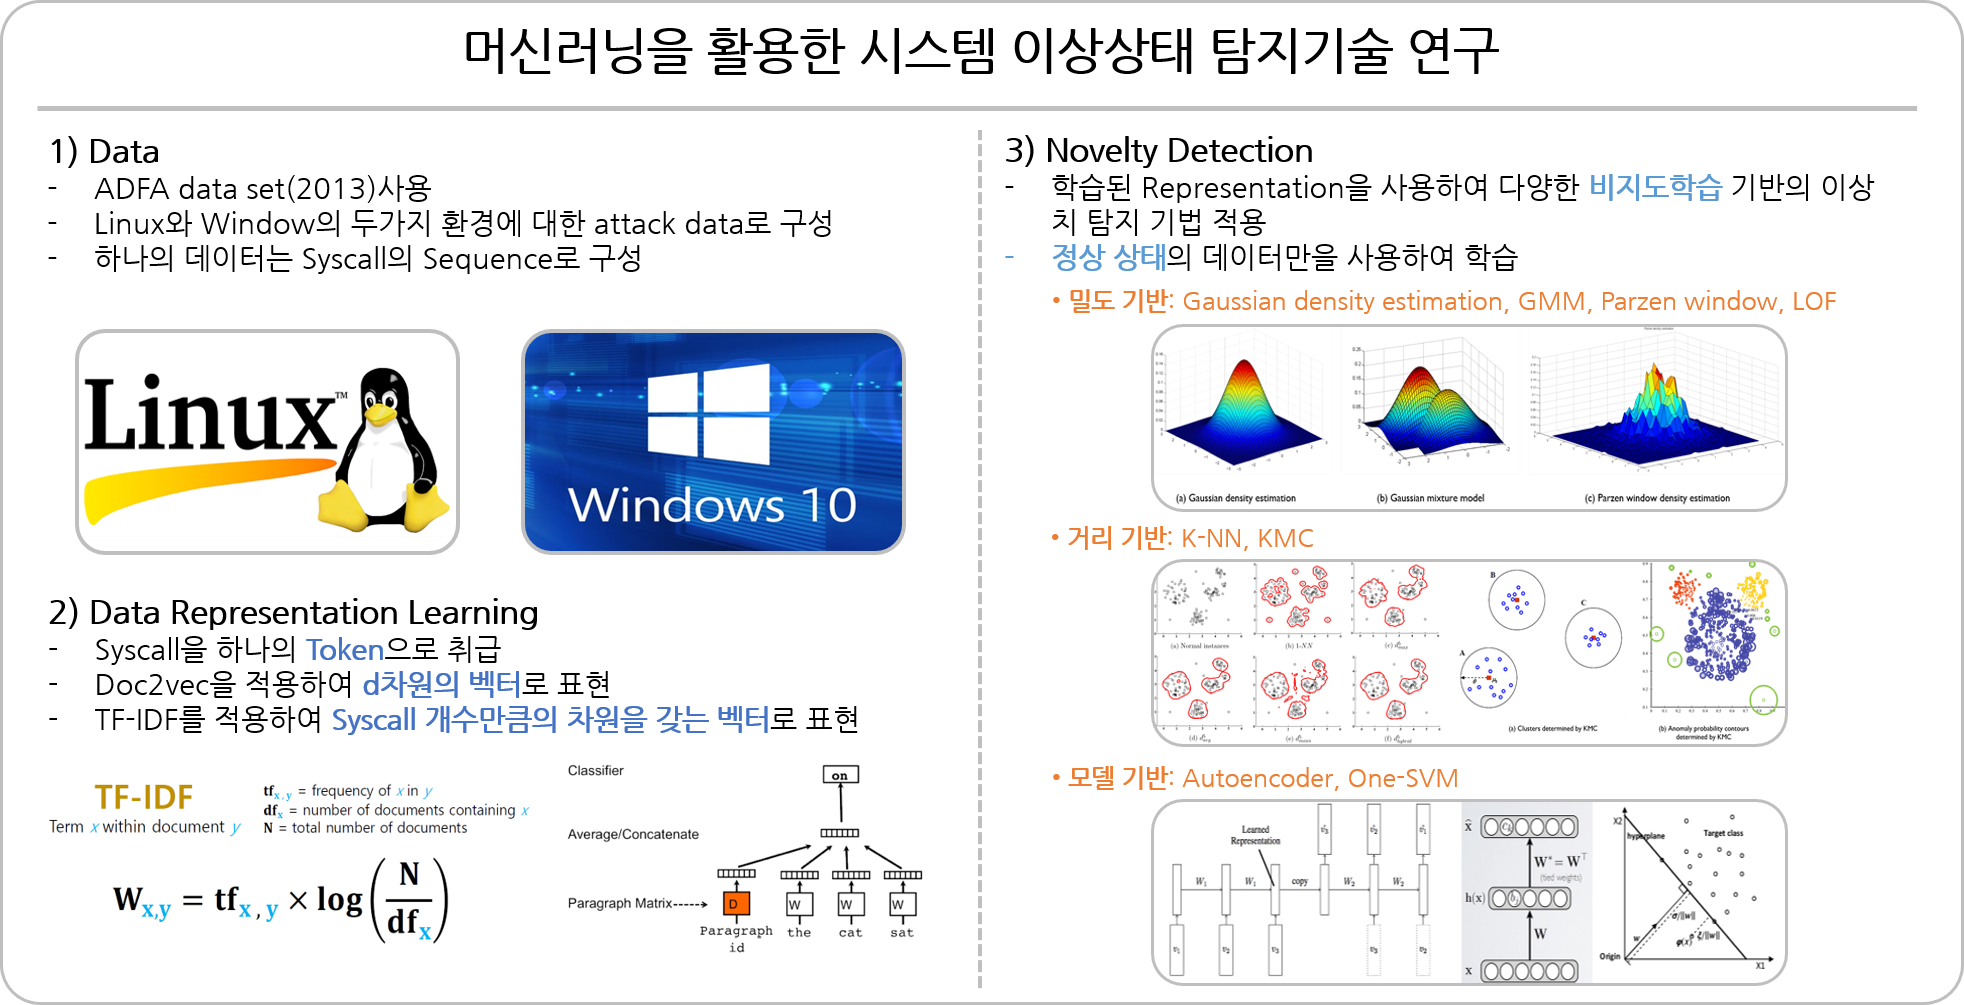 머신러닝을 활용한 시스템 이상상태 탐지기술 연구
1) Data
- ADFA data set(2013)사용
- Linux와 Window의 두가지 환경에 대한 attack data로 구성
- 하나의 데이터는 Syscall의 Sequence로 구성
Linux™
Windows 10
2) Data Representation Learning
- Syscall을 하나의 Token으로 취급
- Doc2vec을 적용하여 d차원의 벡터로 표현
- TF-IDF를 적용하여 Syscall 개수만큼의 차원을 갖는 벡터로 표현
TF-IDF
Term x within document y
tfx,y = frequency of x in y
dfx = number of documents containing x
N = total number of documents
Wx,y = tfx,y × log(N/dfx)
Classifier
on
Average/Concatenate
Paragraph Matrix----->
D W W W
Paragraph id the cat sat
3) Novelty Detection
- 학습된 Representation을 사용하여 다양한 비지도학습 기반의 이상
치 탐지 기법 적용
- 정상 상태의 데이터만을 사용하여 학습
• 밀도 기반: Gaussian density estimation, GMM, Parzen window, LOF
(a) Gaussian density estimation
(b) Gaussian mixture model
(c) Parzen window density estimation
• 거리 기반: K-NN, KMC
(a) Normal instances
(b) 1-NN
B
C
A
(a) Clusters determined by KMC
(b) Anomaly probability contours
determined by KMC
• 모델 기반: Autoencoder, One-SVM
Learned
Representation
W1 W1 copy W2 W2
v1 v2 v3
x̂
W* = W⊤
(tied weights)
h(x)
W
x
X2
hyperplane
Target class
σ/||w||
w
φ(x)
Origin
X1